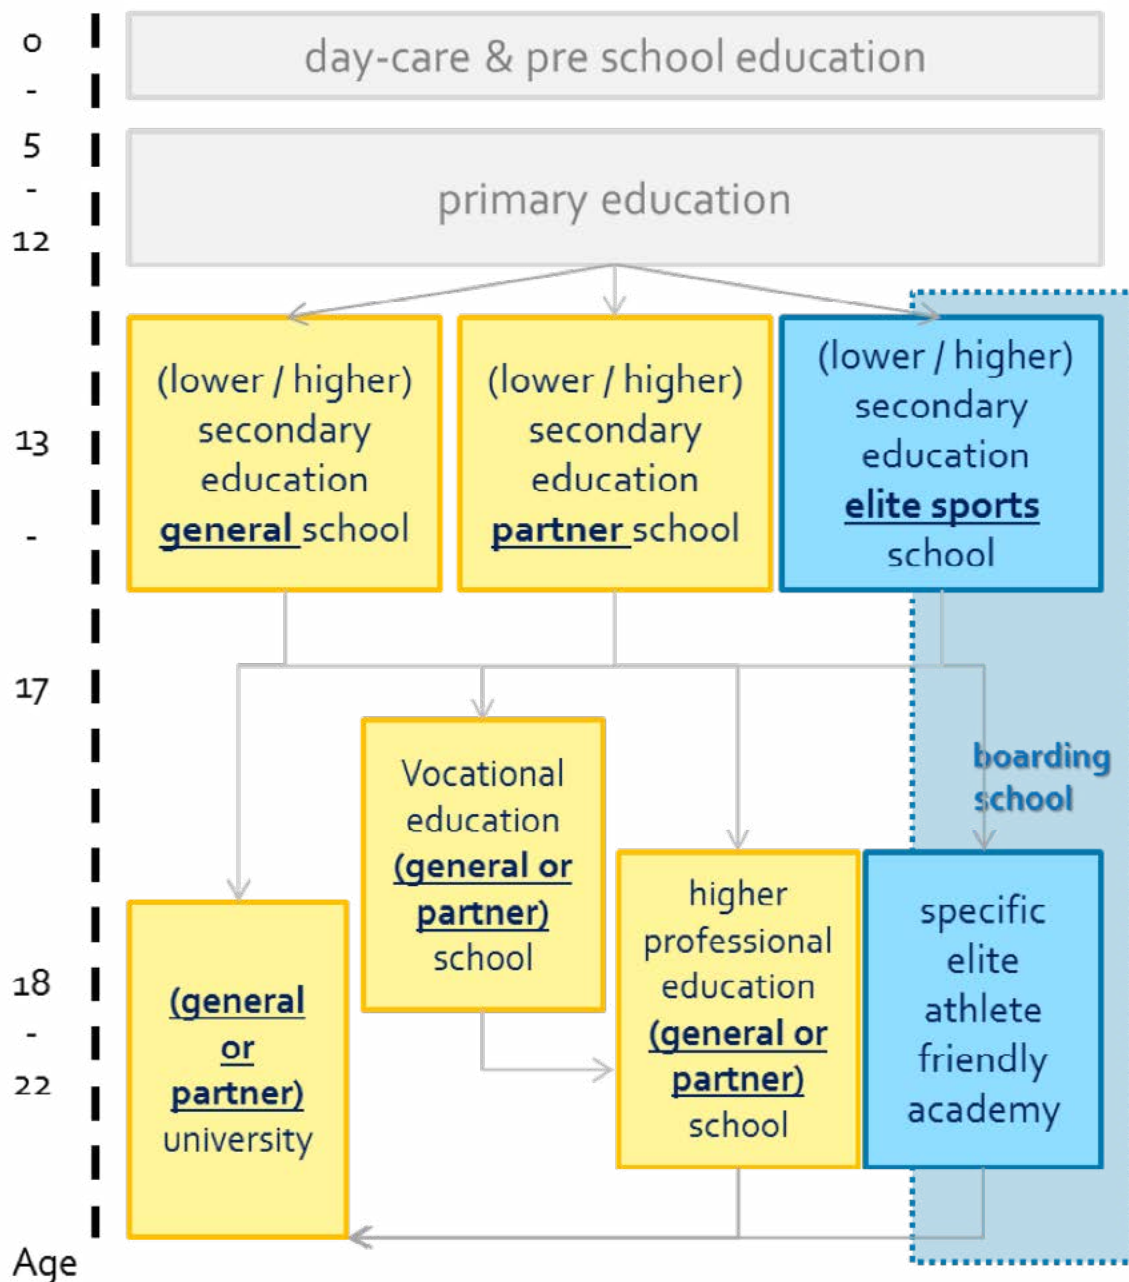 0
-
5
-
12
13
-
17
18
-
22
Age
day-care & pre school education
primary education
(lower / higher)
secondary
education
general school
(lower / higher)
secondary
education
partner school
(lower / higher)
secondary
education
elite sports
school
boarding
school
Vocational
education
(general or
partner)
school
higher
professional
education
(general or
partner)
school
specific
elite
athlete
friendly
academy
(general
or
partner)
university